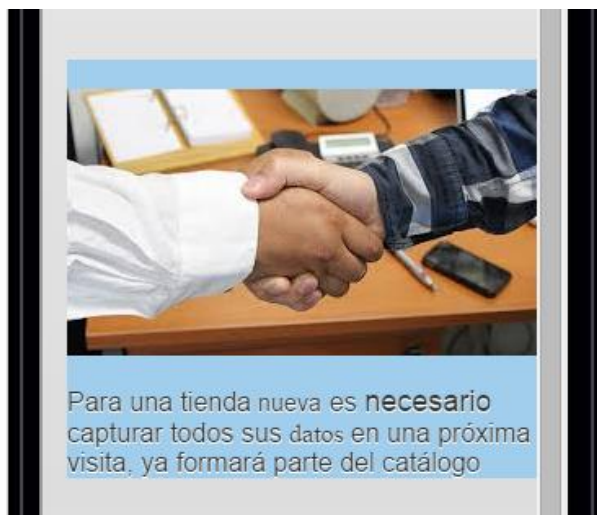 Para una tienda nueva es necesario
capturar todos sus datos en una próxima
visita, ya formará parte del catálogo